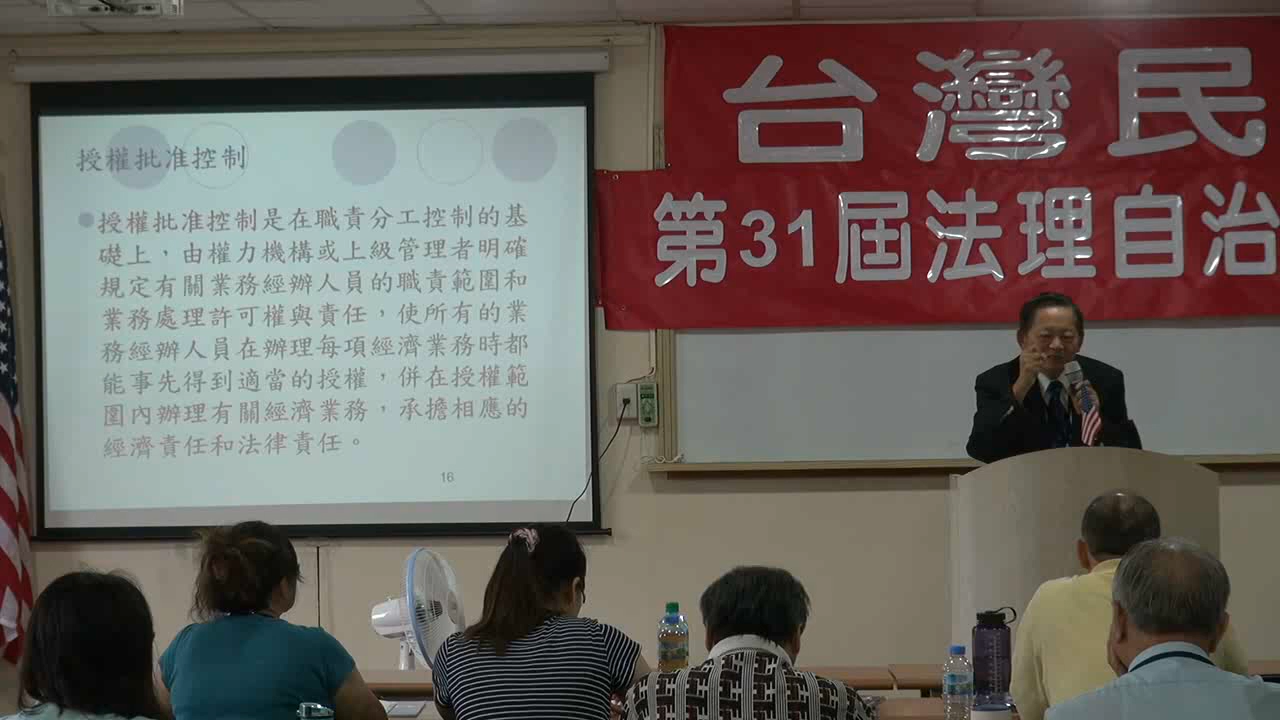 授權批准控制
授權批准控制是在職責分工控制的基
礎上，由權力機構或上級管理者明確
規定有關業務經辦人員的職責範圍和
業務處理許可權與責任，使所有的業
務經辦人員在辦理每項經濟業務時都
能事先得到適當的授權，併在授權範
圍內辦理有關經濟業務，承擔相應的
經濟責任和法律責任。
16
台灣民
第31屆法理自治